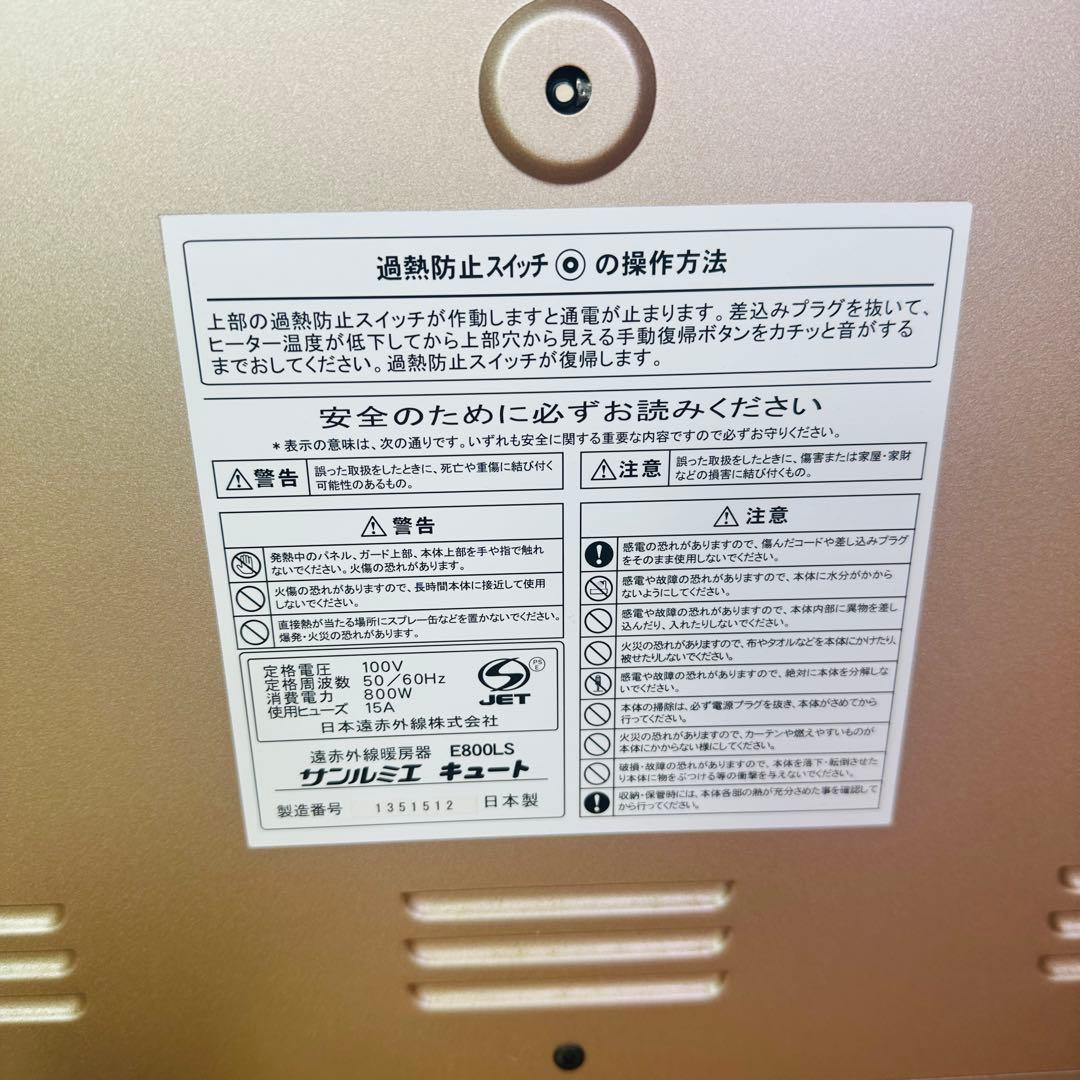 過熱防止スイッチ◎の操作方法
上部の過熱防止スイッチが作動しますと通電が止まります。差込みプラグを抜いて、
ヒーター温度が低下してから上部穴から見える手動復帰ボタンをカチッと音がする
までおしてください。過熱防止スイッチが復帰します。
安全のために必ずお読みください
*表示の意味は、次の通りです。いずれも安全に関する重要な内容ですので必ずお守りください。
⚠警告
誤った取扱をしたときに、死亡や重傷に結び付く
可能性のあるもの。
⚠注意
誤った取扱をしたときに、傷害または家屋・家財
などの損害に結び付くもの。
⚠ 警告
発熱中のパネル、ガード上部、本体上部を手や指で触れ
ないでください。火傷の恐れがあります。
火傷の恐れがありますので、長時間本体に接近して使用
しないでください。
直接熱が当たる場所にスプレー缶などを置かないでください。
爆発・火災の恐れがあります。
定格電圧 100V
定格周波数 50／60Hz
消費電力 800W
使用ヒューズ 15A
PS
E
JET
日本遠赤外線株式会社
遠赤外線暖房器 E800LS
サンルミエ キュート
製造番号 1351512 日本製
⚠ 注意
感電の恐れがありますので、傷んだコードや差し込みプラグ
をそのまま使用しないでください。
感電や故障の恐れがありますので、本体に水分がかから
ないようにしてください。
感電や故障の恐れがありますので、本体内部に異物を差し
込んだり、入れたりしないでください。
火災の恐れがありますので、布やタオルなどを本体にかけたり、
被せたりしないでください。
感電や故障の恐れがありますので、絶対に本体を分解しな
いでください。
本体の掃除は、必ず電源プラグを抜き、本体がさめてから
行ってください。
火災の恐れがありますので、カーテンや燃えやすいものが
本体にかからない様にしてください。
破損・故障の恐れがありますので、本体を落下・転倒させた
り本体に物をぶつける等の衝撃を与えないでください。
収納・保管時には、本体各部の熱が充分さめた事を確認して
から行ってください。